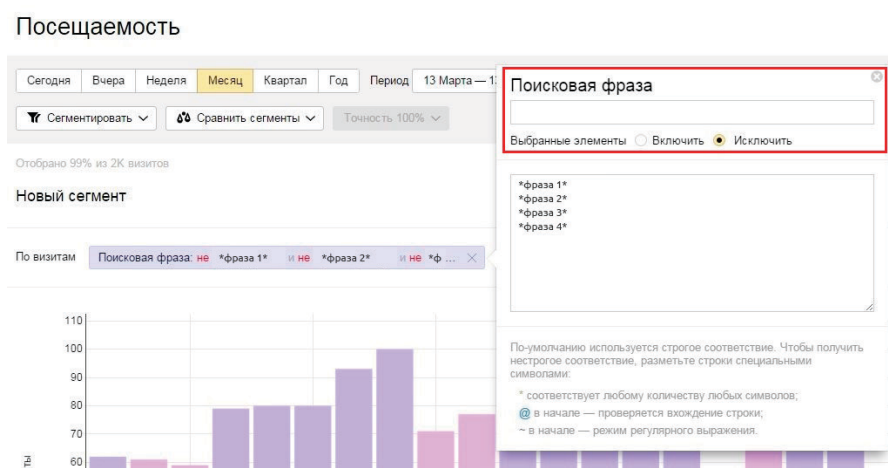 Посещаемость
Сегодня Вчера Неделя Месяц Квартал Год Период 13 Марта — 1
Сегментировать Сравнить сегменты Точность 100%
Отобрано 99% из 2K визитов
Новый сегмент
По визитам Поисковая фраза: не *фраза 1* и не *фраза 2* и не *ф ...
Поисковая фраза
Выбранные элементы Включить Исключить
*фраза 1*
*фраза 2*
*фраза 3*
*фраза 4*
По-умолчанию используется строгое соответствие. Чтобы получить
нестрогое соответствие, разметьте строки специальными
символами:
* соответствует любому количеству любых символов;
@ в начале — проверяется вхождение строки;
~ в начале — режим регулярного выражения.
110
100
90
80
70
60
ты